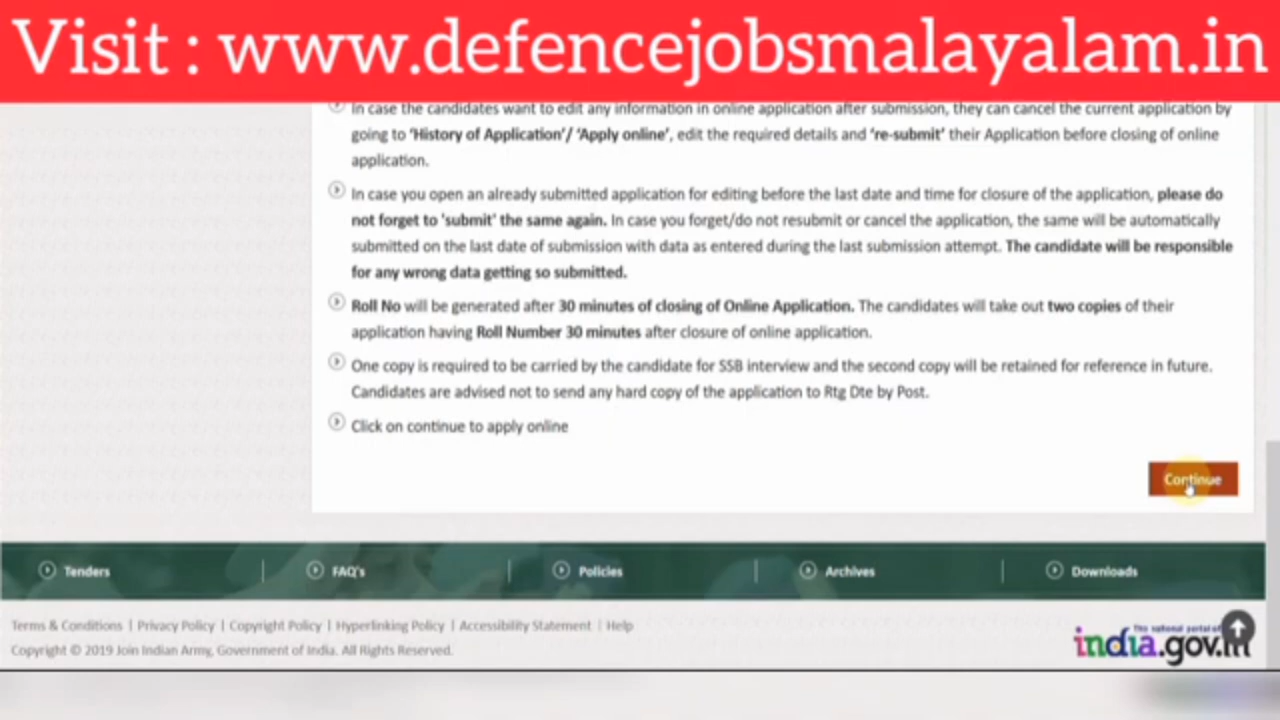 Visit : www.defencejobsmalayalam.in
In case the candidates want to edit any information in online application after submission, they can cancel the current application by
going to 'History of Application'/ 'Apply online', edit the required details and 're-submit' their Application before closing of online
application.
In case you open an already submitted application for editing before the last date and time for closure of the application, please do
not forget to 'submit' the same again. In case you forget/do not resubmit or cancel the application, the same will be automatically
submitted on the last date of submission with data as entered during the last submission attempt. The candidate will be responsible
for any wrong data getting so submitted.
Roll No will be generated after 30 minutes of closing of Online Application. The candidates will take out two copies of their
application having Roll Number 30 minutes after closure of online application.
One copy is required to be carried by the candidate for SSB interview and the second copy will be retained for reference in future.
Candidates are advised not to send any hard copy of the application to Rtg Dte by Post.
Click on continue to apply online
Continue
Tenders FAQ's Policies Archives Downloads
Terms & Conditions | Privacy Policy | Copyright Policy | Hyperlinking Policy | Accessibility Statement | Help
Copyright © 2019 Join Indian Army, Government of India. All Rights Reserved.
The national portal of
india.gov.in